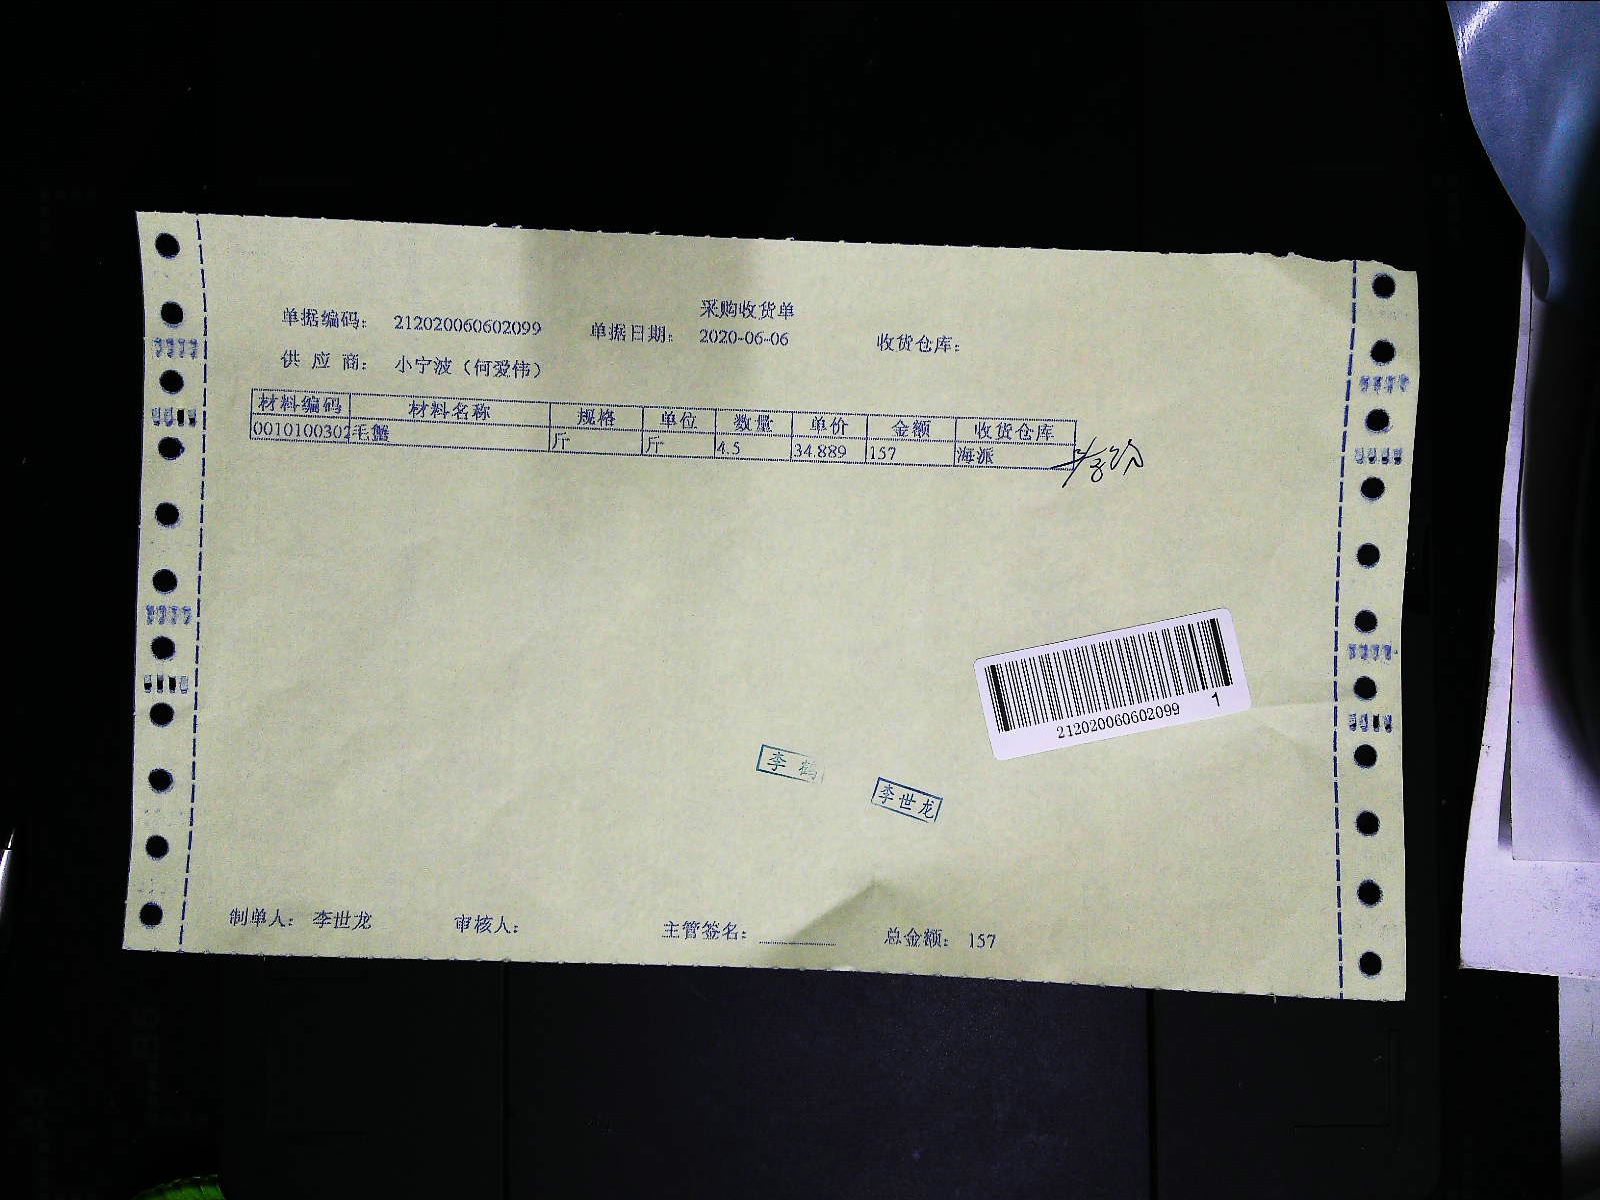 采购收货单
单据编码： 212020060602099 单据日期： 2020-06-06 收货仓库：
供 应 商： 小宁波（何爱伟）
材料编码 材料名称 规格 单位 数量 单价 金额 收货仓库
0010100302 毛蟹 斤 斤 4.5 34.889 157 海派
212020060602099 1
李 鹤
李世龙
制单人： 李世龙 审核人： 主管签名： 总金额： 157